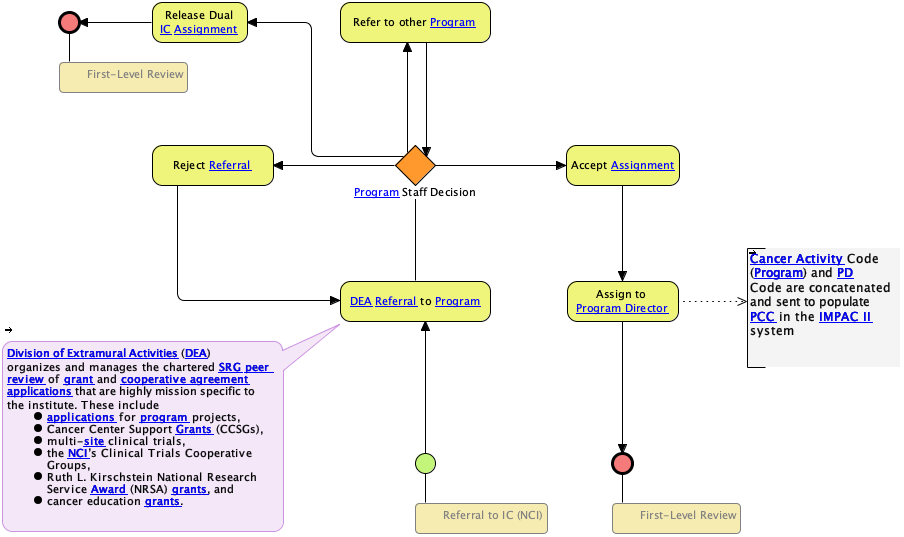 Release Dual
IC Assignment
Refer to other Program
First-Level Review
Reject Referral
Accept Assignment
Program Staff Decision
Cancer Activity Code
(Program) and PD
Code are concatenated
and sent to populate
PCC in the IMPAC II
system
DEA Referral to Program
Assign to
Program Director
Division of Extramural Activities (DEA)
organizes and manages the chartered SRG peer
review of grant and cooperative agreement
applications that are highly mission specific to
the institute. These include
● applications for program projects,
● Cancer Center Support Grants (CCSGs),
● multi-site clinical trials,
● the NCI's Clinical Trials Cooperative
Groups,
● Ruth L. Kirschstein National Research
Service Award (NRSA) grants, and
● cancer education grants.
Referral to IC (NCI)
First-Level Review